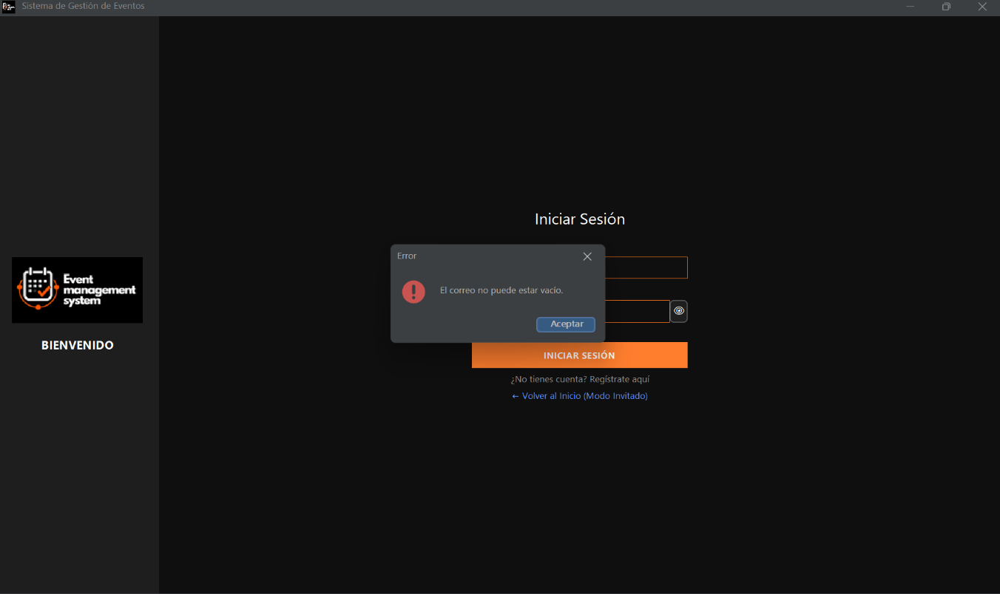 Sistema de Gestión de Eventos
Iniciar Sesión
Error
El correo no puede estar vacío.
Aceptar
Event
management
system
BIENVENIDO
INICIAR SESIÓN
¿No tienes cuenta? Regístrate aquí
← Volver al Inicio (Modo Invitado)